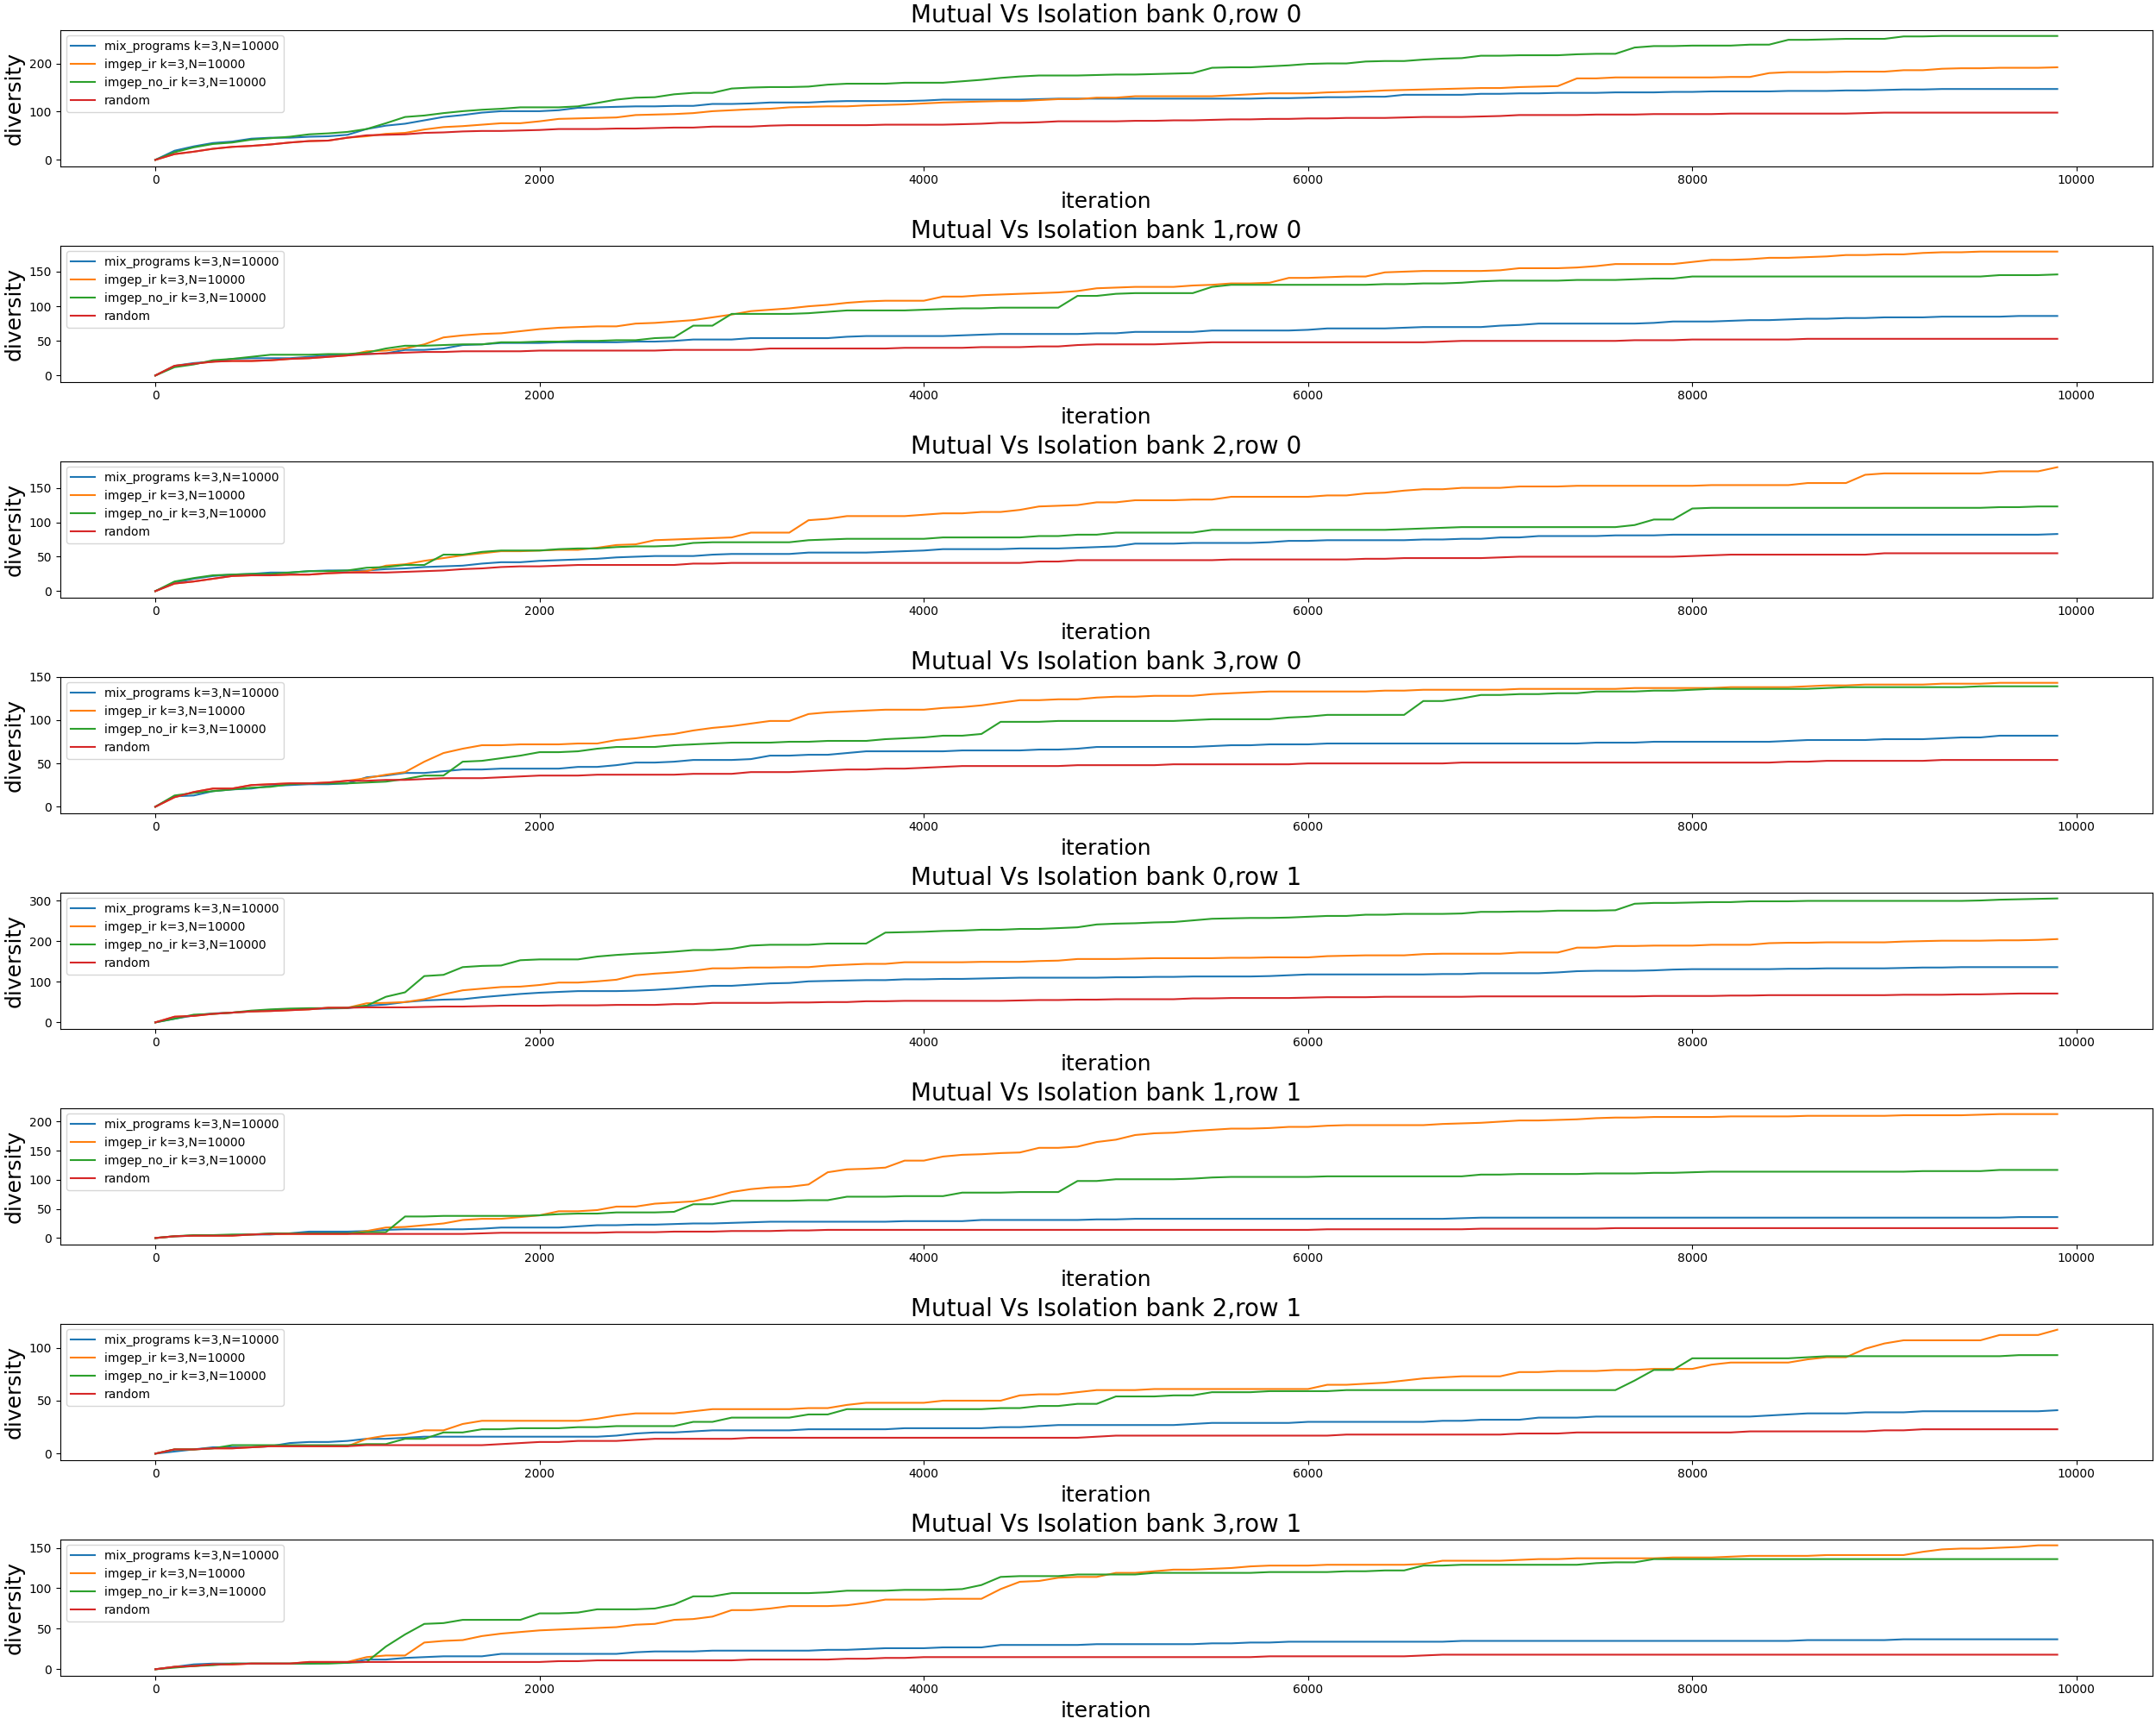 Mutual Vs Isolation bank 0,row 0
diversity
200
100
0
mix_programs k=3,N=10000
imgep_ir k=3,N=10000
imgep_no_ir k=3,N=10000
random
0 2000 4000 6000 8000 10000
iteration
Mutual Vs Isolation bank 1,row 0
diversity
150
100
50
0
mix_programs k=3,N=10000
imgep_ir k=3,N=10000
imgep_no_ir k=3,N=10000
random
0 2000 4000 6000 8000 10000
iteration
Mutual Vs Isolation bank 2,row 0
diversity
150
100
50
0
mix_programs k=3,N=10000
imgep_ir k=3,N=10000
imgep_no_ir k=3,N=10000
random
0 2000 4000 6000 8000 10000
iteration
Mutual Vs Isolation bank 3,row 0
diversity
150
100
50
0
mix_programs k=3,N=10000
imgep_ir k=3,N=10000
imgep_no_ir k=3,N=10000
random
0 2000 4000 6000 8000 10000
iteration
Mutual Vs Isolation bank 0,row 1
diversity
300
200
100
0
mix_programs k=3,N=10000
imgep_ir k=3,N=10000
imgep_no_ir k=3,N=10000
random
0 2000 4000 6000 8000 10000
iteration
Mutual Vs Isolation bank 1,row 1
diversity
200
150
100
50
0
mix_programs k=3,N=10000
imgep_ir k=3,N=10000
imgep_no_ir k=3,N=10000
random
0 2000 4000 6000 8000 10000
iteration
Mutual Vs Isolation bank 2,row 1
diversity
100
50
0
mix_programs k=3,N=10000
imgep_ir k=3,N=10000
imgep_no_ir k=3,N=10000
random
0 2000 4000 6000 8000 10000
iteration
Mutual Vs Isolation bank 3,row 1
diversity
150
100
50
0
mix_programs k=3,N=10000
imgep_ir k=3,N=10000
imgep_no_ir k=3,N=10000
random
0 2000 4000 6000 8000 10000
iteration